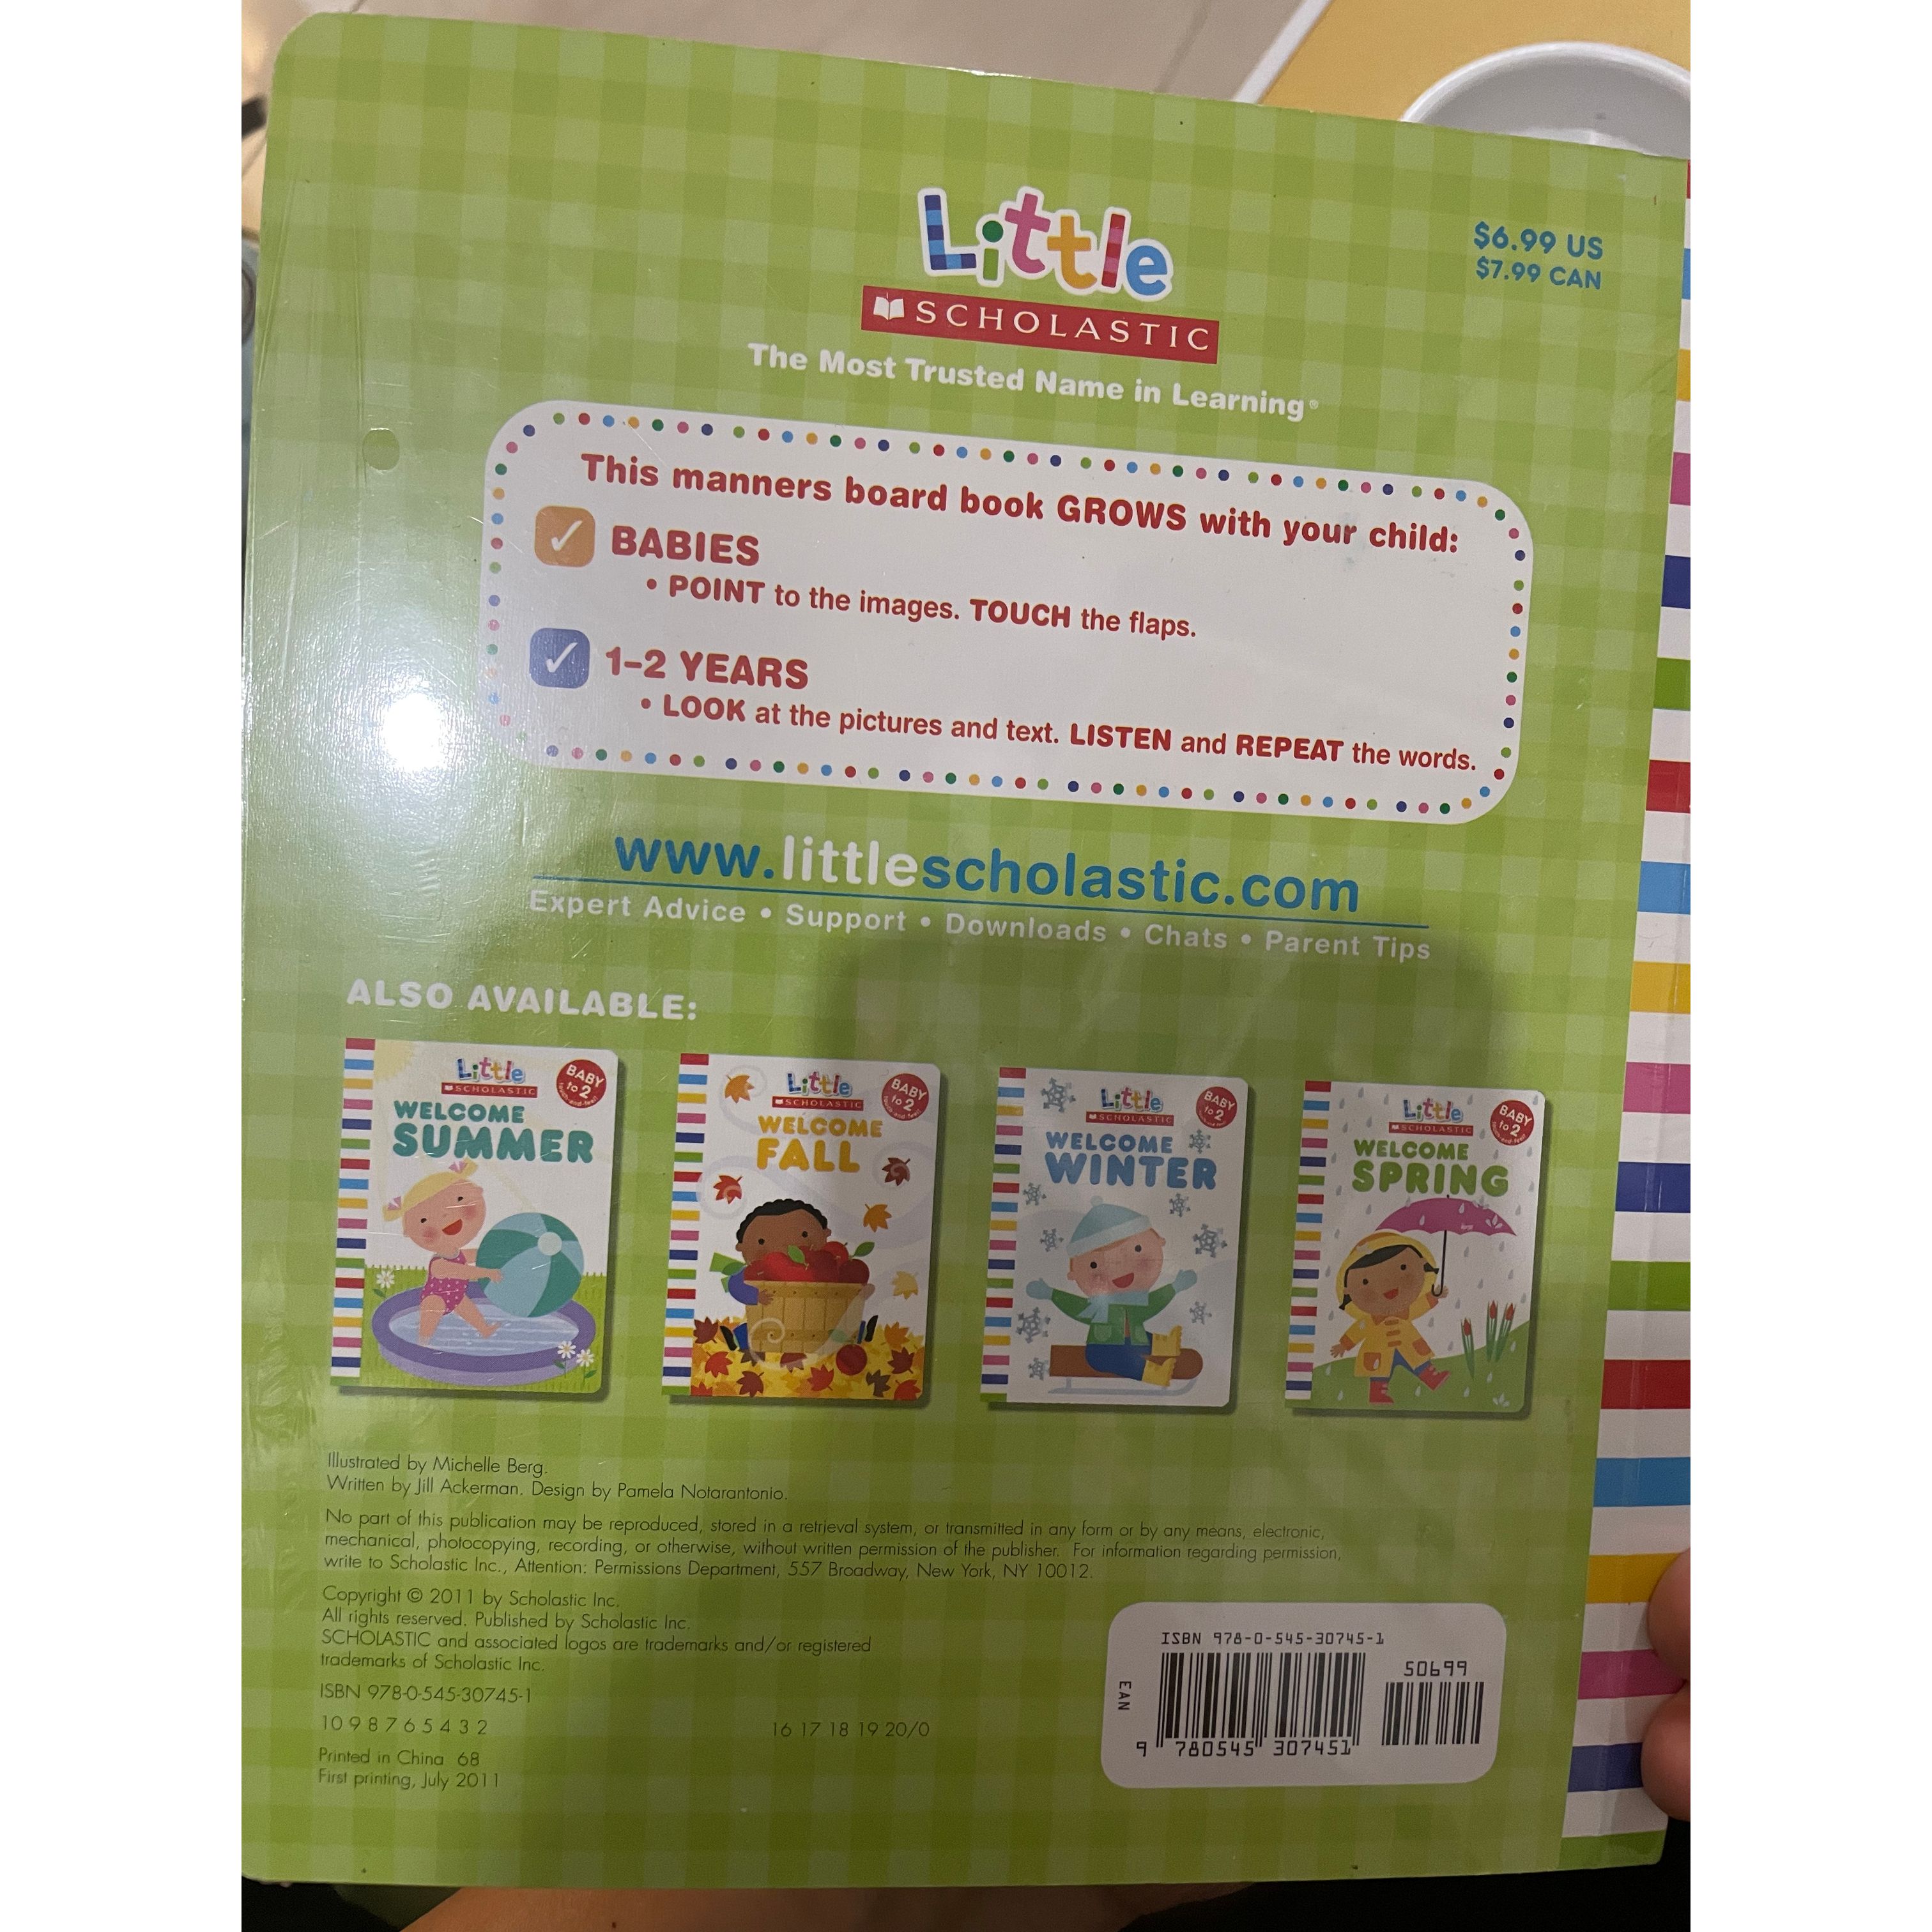 Little
SCHOLASTIC
The Most Trusted Name in Learning®
$6.99 US
$7.99 CAN
This manners board book GROWS with your child:
✓ BABIES
• POINT to the images. TOUCH the flaps.
✓ 1–2 YEARS
• LOOK at the pictures and text. LISTEN and REPEAT the words.
www.littlescholastic.com
Expert Advice • Support • Downloads • Chats • Parent Tips
ALSO AVAILABLE:
Little
SCHOLASTIC
BABY
to 2
touch-and-feel
WELCOME
SUMMER
Little
SCHOLASTIC
BABY
to 2
touch-and-feel
WELCOME
FALL
Little
SCHOLASTIC
BABY
to 2
WELCOME
WINTER
Little
SCHOLASTIC
BABY
to 2
touch-and-feel
WELCOME
SPRING
Illustrated by Michelle Berg.
Written by Jill Ackerman. Design by Pamela Notarantonio.
No part of this publication may be reproduced, stored in a retrieval system, or transmitted in any form or by any means, electronic,
mechanical, photocopying, recording, or otherwise, without written permission of the publisher. For information regarding permission,
write to Scholastic Inc., Attention: Permissions Department, 557 Broadway, New York, NY 10012.
Copyright © 2011 by Scholastic Inc.
All rights reserved. Published by Scholastic Inc.
SCHOLASTIC and associated logos are trademarks and/or registered
trademarks of Scholastic Inc.
ISBN 978-0-545-30745-1
10 9 8 7 6 5 4 3 2
16 17 18 19 20/0
Printed in China 68
First printing, July 2011
ISBN 978-0-545-30745-1
50699
EAN
9 780545 307451